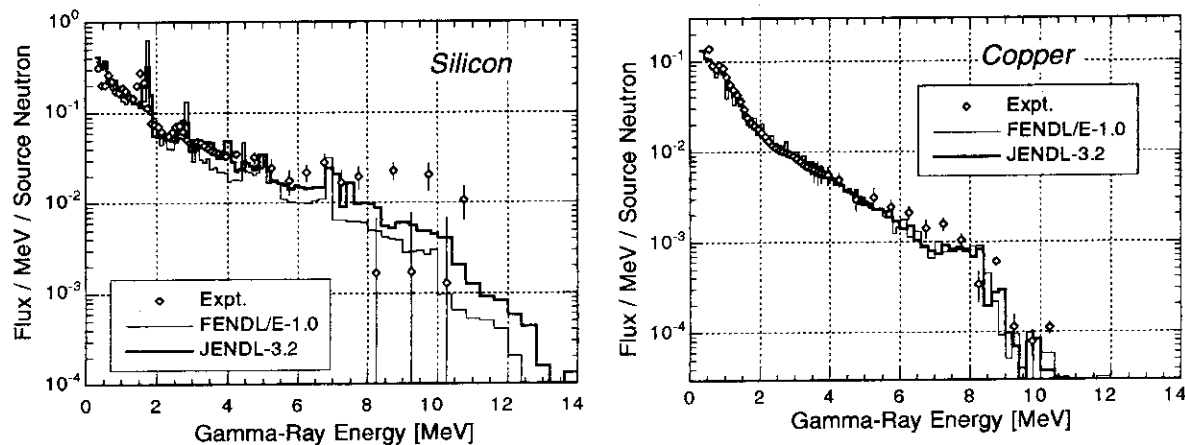 Silicon
Flux / MeV / Source Neutron
10⁰
10⁻¹
10⁻²
10⁻³
10⁻⁴
Expt.
FENDL/E-1.0
JENDL-3.2
0 2 4 6 8 10 12 14
Gamma-Ray Energy [MeV]
Copper
Flux / MeV / Source Neutron
10⁻¹
10⁻²
10⁻³
10⁻⁴
Expt.
FENDL/E-1.0
JENDL-3.2
0 2 4 6 8 10 12 14
Gamma-Ray Energy [MeV]